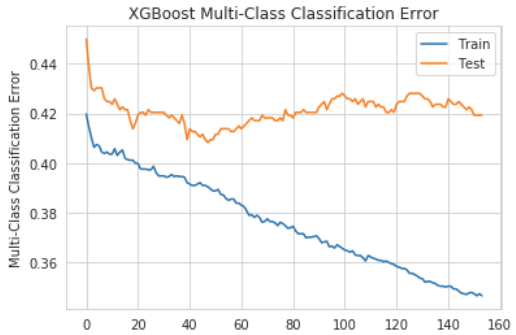 XGBoost Multi-Class Classification Error
Train
Test
Multi-Class Classification Error
0.44
0.42
0.40
0.38
0.36
0 20 40 60 80 100 120 140 160